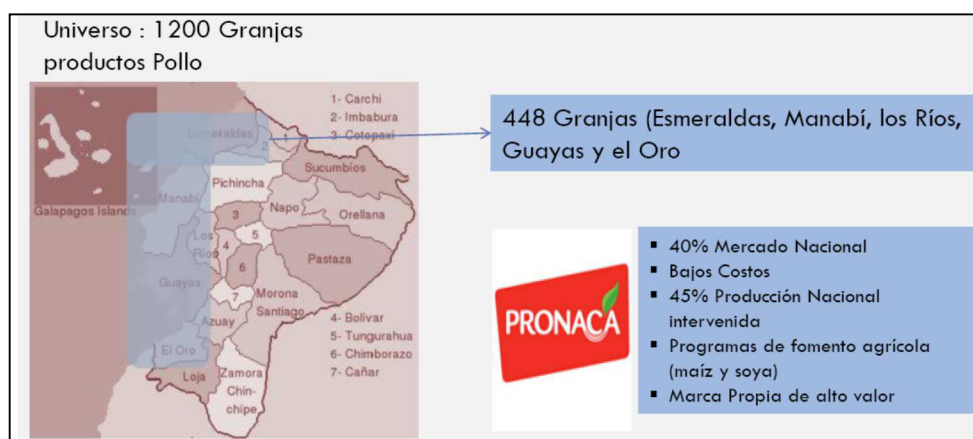 Universo : 1200 Granjas
productos Pollo
1- Carchi
2- Imbabura
3- Cotopaxi
Esmeraldas
1
2
Sucumbíos
Pichincha
Manabí
Napo
Orellana
Galapagos Islands
3
Los
Ríos
4
5
Pastaza
6
Guayas
7
Morona
Santiago
Azuay
4- Bolívar
5- Tungurahua
6- Chimborazo
7- Cañar
El Oro
Loja
Zamora
Chin-
chipe
448 Granjas (Esmeraldas, Manabí, los Ríos,
Guayas y el Oro
PRONACA
▪ 40% Mercado Nacional
▪ Bajos Costos
▪ 45% Producción Nacional
intervenida
▪ Programas de fomento agrícola
(maíz y soya)
▪ Marca Propia de alto valor